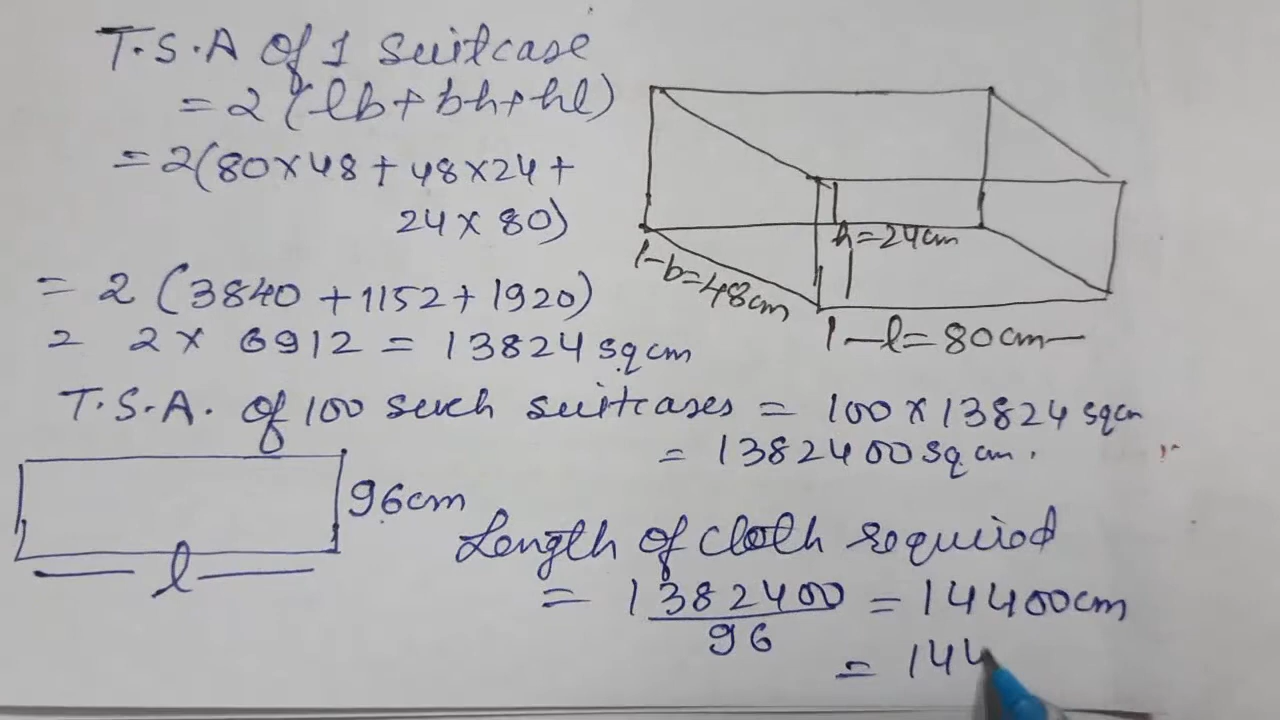 T.S.A of 1 suitcase
= 2 (lb + bh + hl)
= 2(80×48 + 48×24 +
24 × 80)
= 2 (3840 + 1152 + 1920)
= 2 × 6912 = 13824 sq cm
h=24cm
b=48cm
l=80cm
T.S.A. of 100 such suitcases = 100 × 13824 sqcm
= 1382400 sq cm.
96cm
l
Length of cloth required
= 1382400 = 14400cm
96
= 144